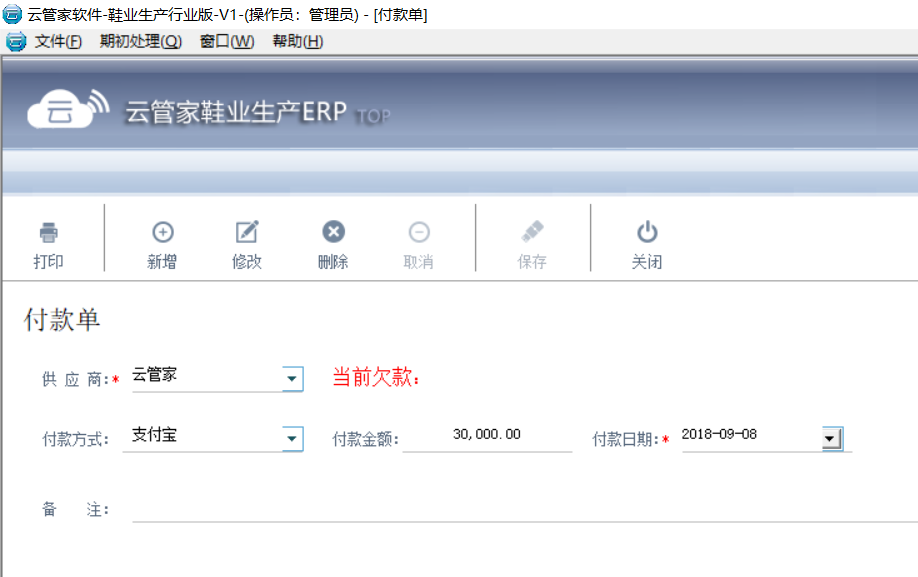 云管家软件-鞋业生产行业版-V1-(操作员：管理员) - [付款单]
文件(F) 期初处理(Q) 窗口(W) 帮助(H)
云 云管家鞋业生产ERP TOP
打印 新增 修改 删除 取消 保存 关闭
付款单
供 应 商:* 云管家 当前欠款:
付款方式: 支付宝 付款金额: 30,000.00 付款日期:* 2018-09-08
备 注: